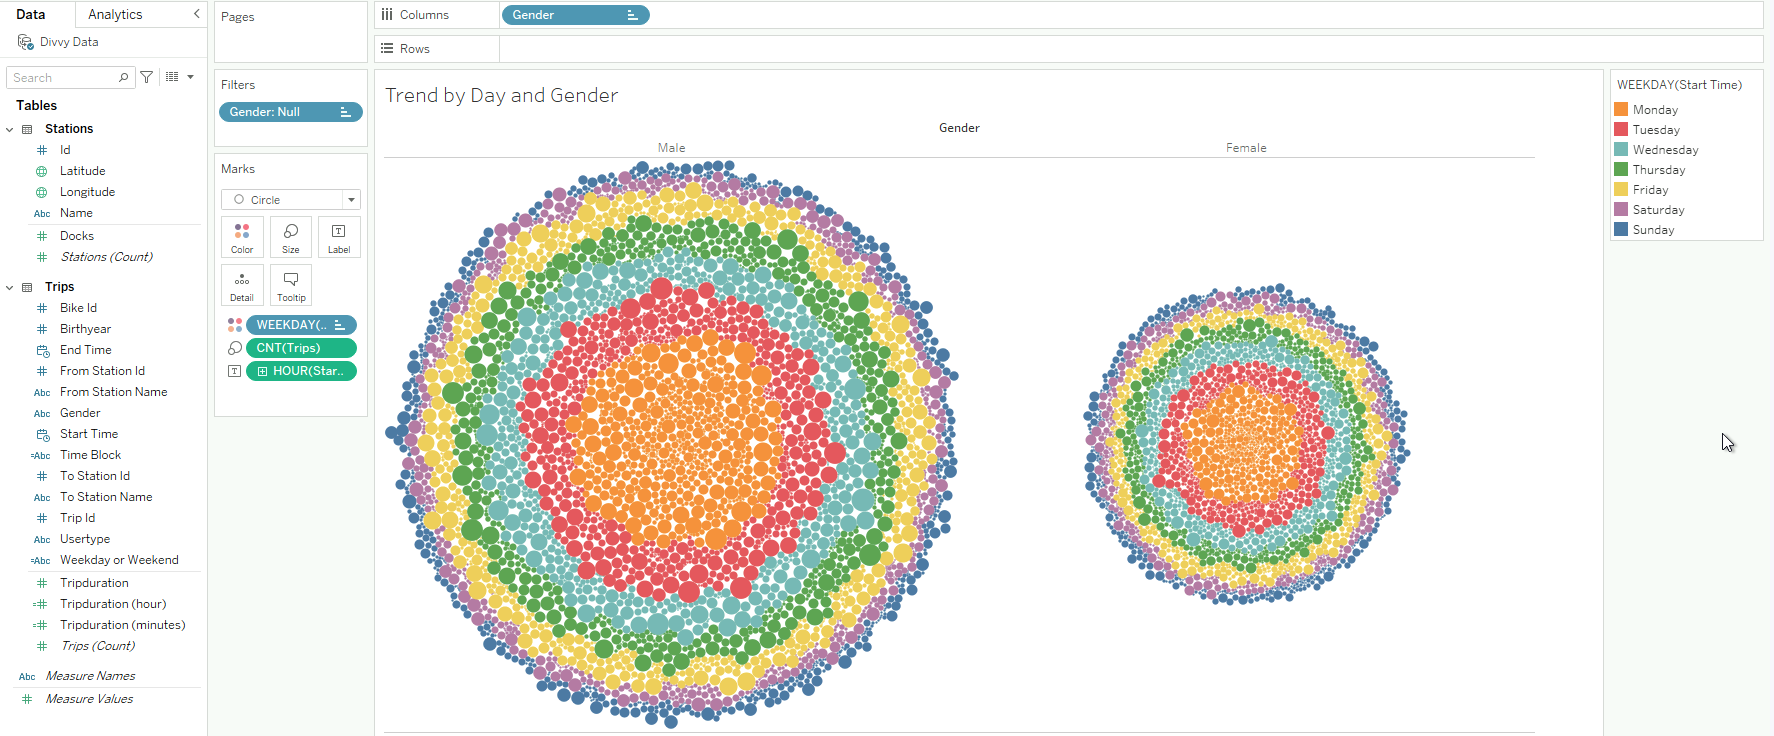 Data
Analytics
Divvy Data
Search
Tables
Stations
Id
Latitude
Longitude
Abc Name
Docks
Stations (Count)
Trips
Bike Id
Birthyear
End Time
From Station Id
Abc From Station Name
Abc Gender
Start Time
=Abc Time Block
To Station Id
Abc To Station Name
Trip Id
Abc Usertype
=Abc Weekday or Weekend
Tripduration
Tripduration (hour)
Tripduration (minutes)
Trips (Count)
Abc Measure Names
Measure Values
Pages
Filters
Gender: Null
Marks
Circle
Color
Size
T
Label
Detail
Tooltip
WEEKDAY(..
CNT(Trips)
T HOUR(Star..
Columns
Gender
Rows
Trend by Day and Gender
Gender
Male
Female
WEEKDAY(Start Time)
Monday
Tuesday
Wednesday
Thursday
Friday
Saturday
Sunday